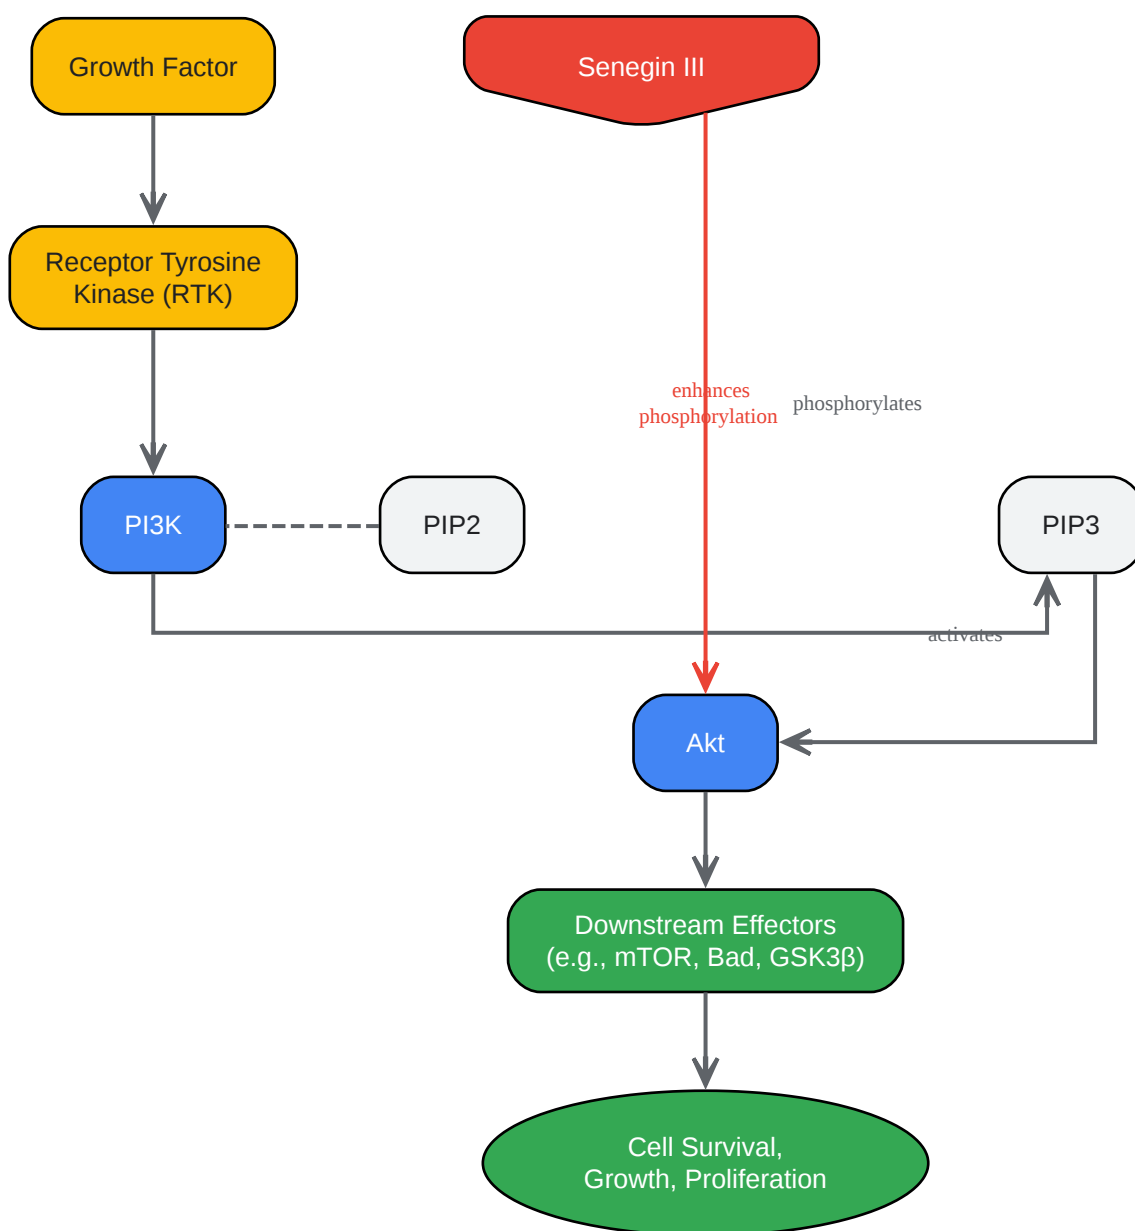 Growth Factor
Senegin III
Receptor Tyrosine
Kinase (RTK)
enhances
phosphorylation
phosphorylates
PI3K
PIP2
PIP3
activates
Akt
Downstream Effectors
(e.g., mTOR, Bad, GSK3β)
Cell Survival,
Growth, Proliferation